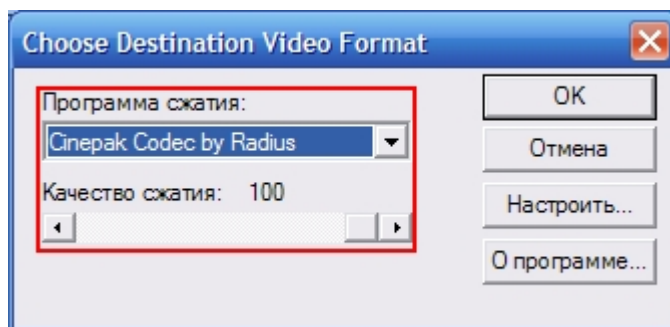 Choose Destination Video Format
Программа сжатия:
Cinepak Codec by Radius
Качество сжатия: 100
OK
Отмена
Настроить...
О программе...